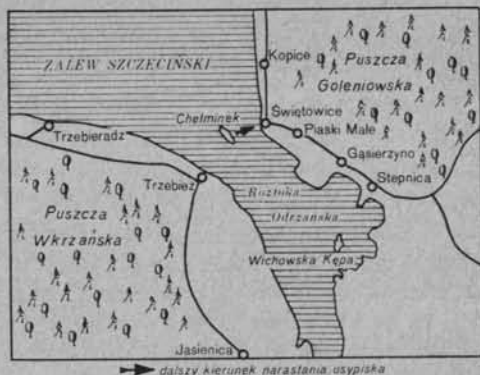 ZALEW SZCZECIŃSKI
Kopice
Puszcza
Goleniowska
Chełminek
Świętowice
Trzebieradz
Piaski Małe
Gąsierzyno
Trzebież
Stepnica
Roztoka
Odrzańska
Puszcza
Wkrzańska
Wichowska Kępa
Jasienica
dalszy kierunek narastania usypiska